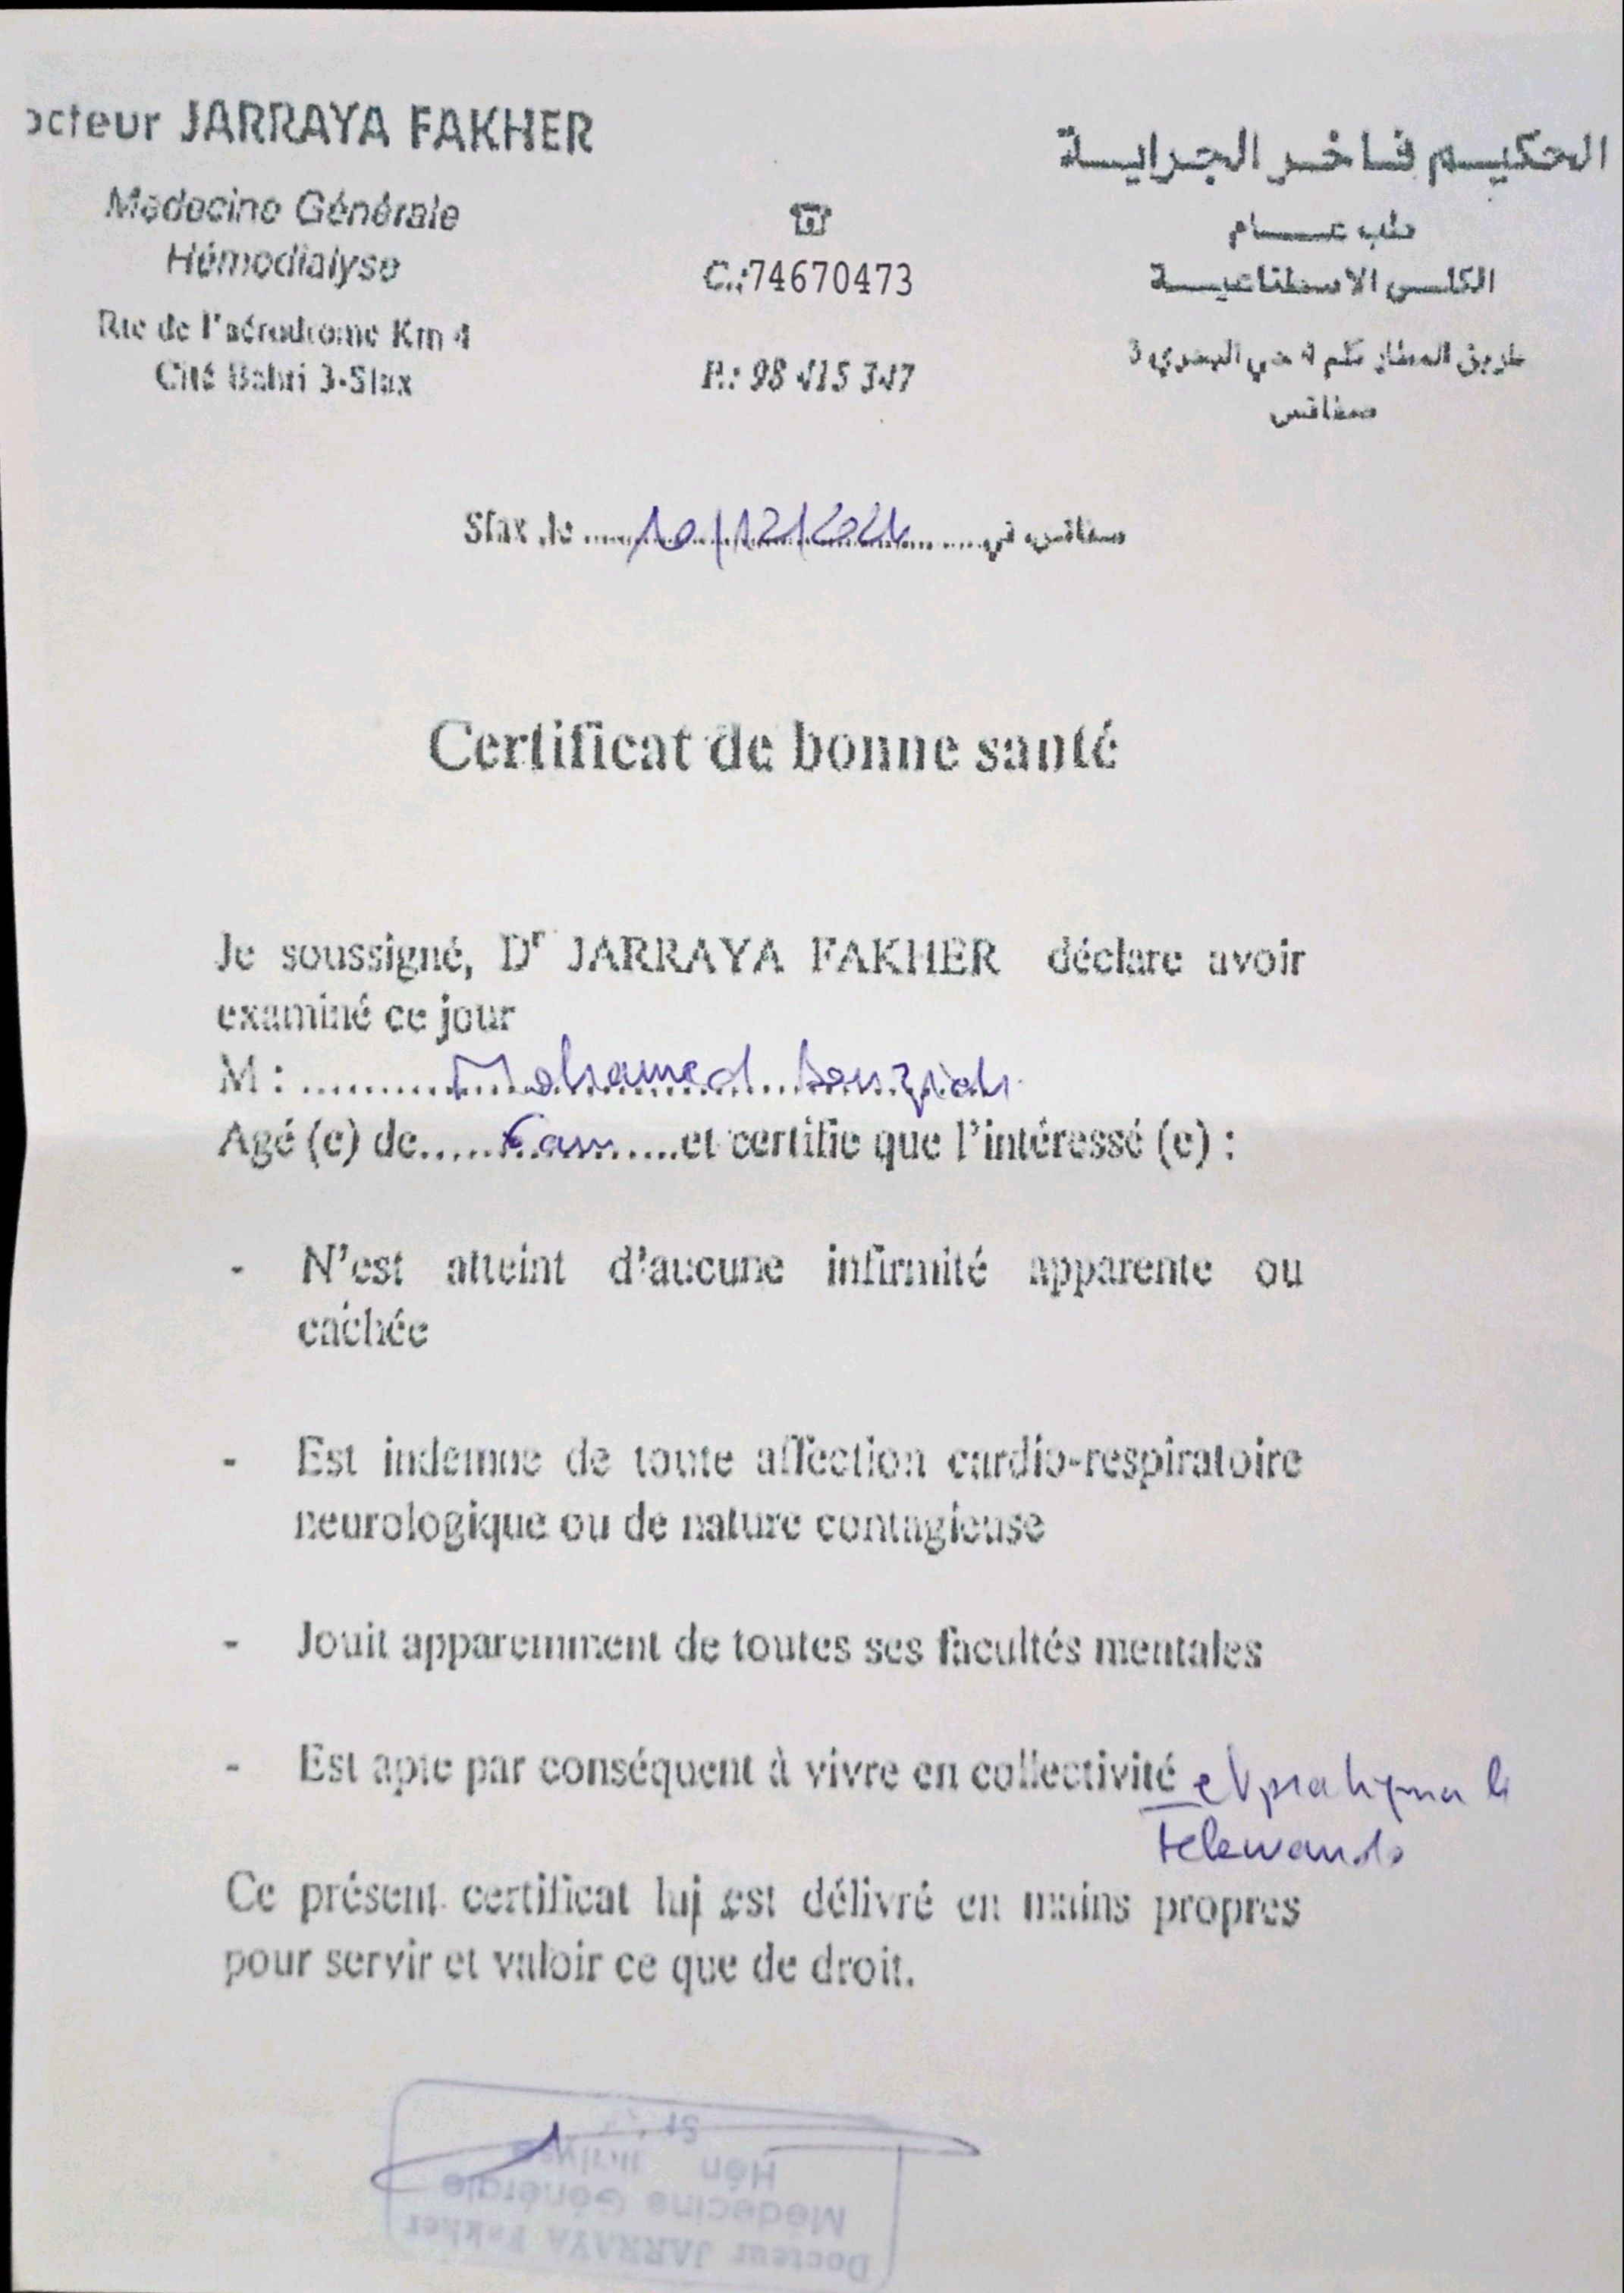 octeur JARRAYA FAKHER
Medecine Générale
Hémodialyse
Rte de l'aérodrome Km 4
Cité Bahri 3-Sfax
☎
C.:74670473
P.: 98 415 347
الحكيم فاخر الجراية
طب عام
الكلى الاصطناعية
طريق المطار كلم 4 حي البحري 3
صفاقس
Sfax le 10/12/2024 صفاقس في
Certificat de bonne santé
Je soussigné, Dr JARRAYA FAKHER déclare avoir
examiné ce jour
M : Mohamed
Agé (e) de ans et certifie que l'intéressé (e) :
- N'est atteint d'aucune infirmité apparente ou
cachée
- Est indemne de toute affection cardio-respiratoire
neurologique ou de nature contagieuse
- Jouit apparemment de toutes ses facultés mentales
- Est apte par conséquent à vivre en collectivité et
Ce présent certificat lui est délivré en mains propres
pour servir et valoir ce que de droit.
Docteur JARRAYA Fakher
Médecine Générale